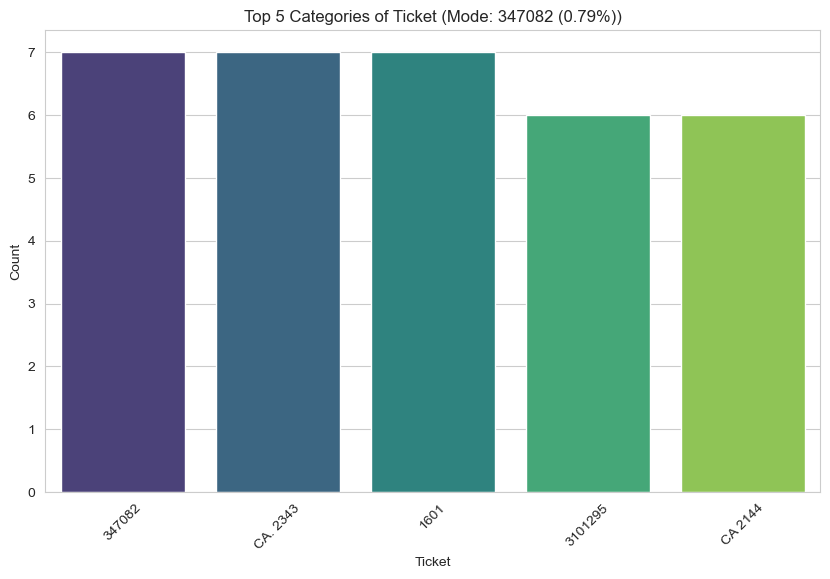 Top 5 Categories of Ticket (Mode: 347082 (0.79%))
Count
7
6
5
4
3
2
1
0
347082
CA. 2343
1601
3101295
CA 2144
Ticket